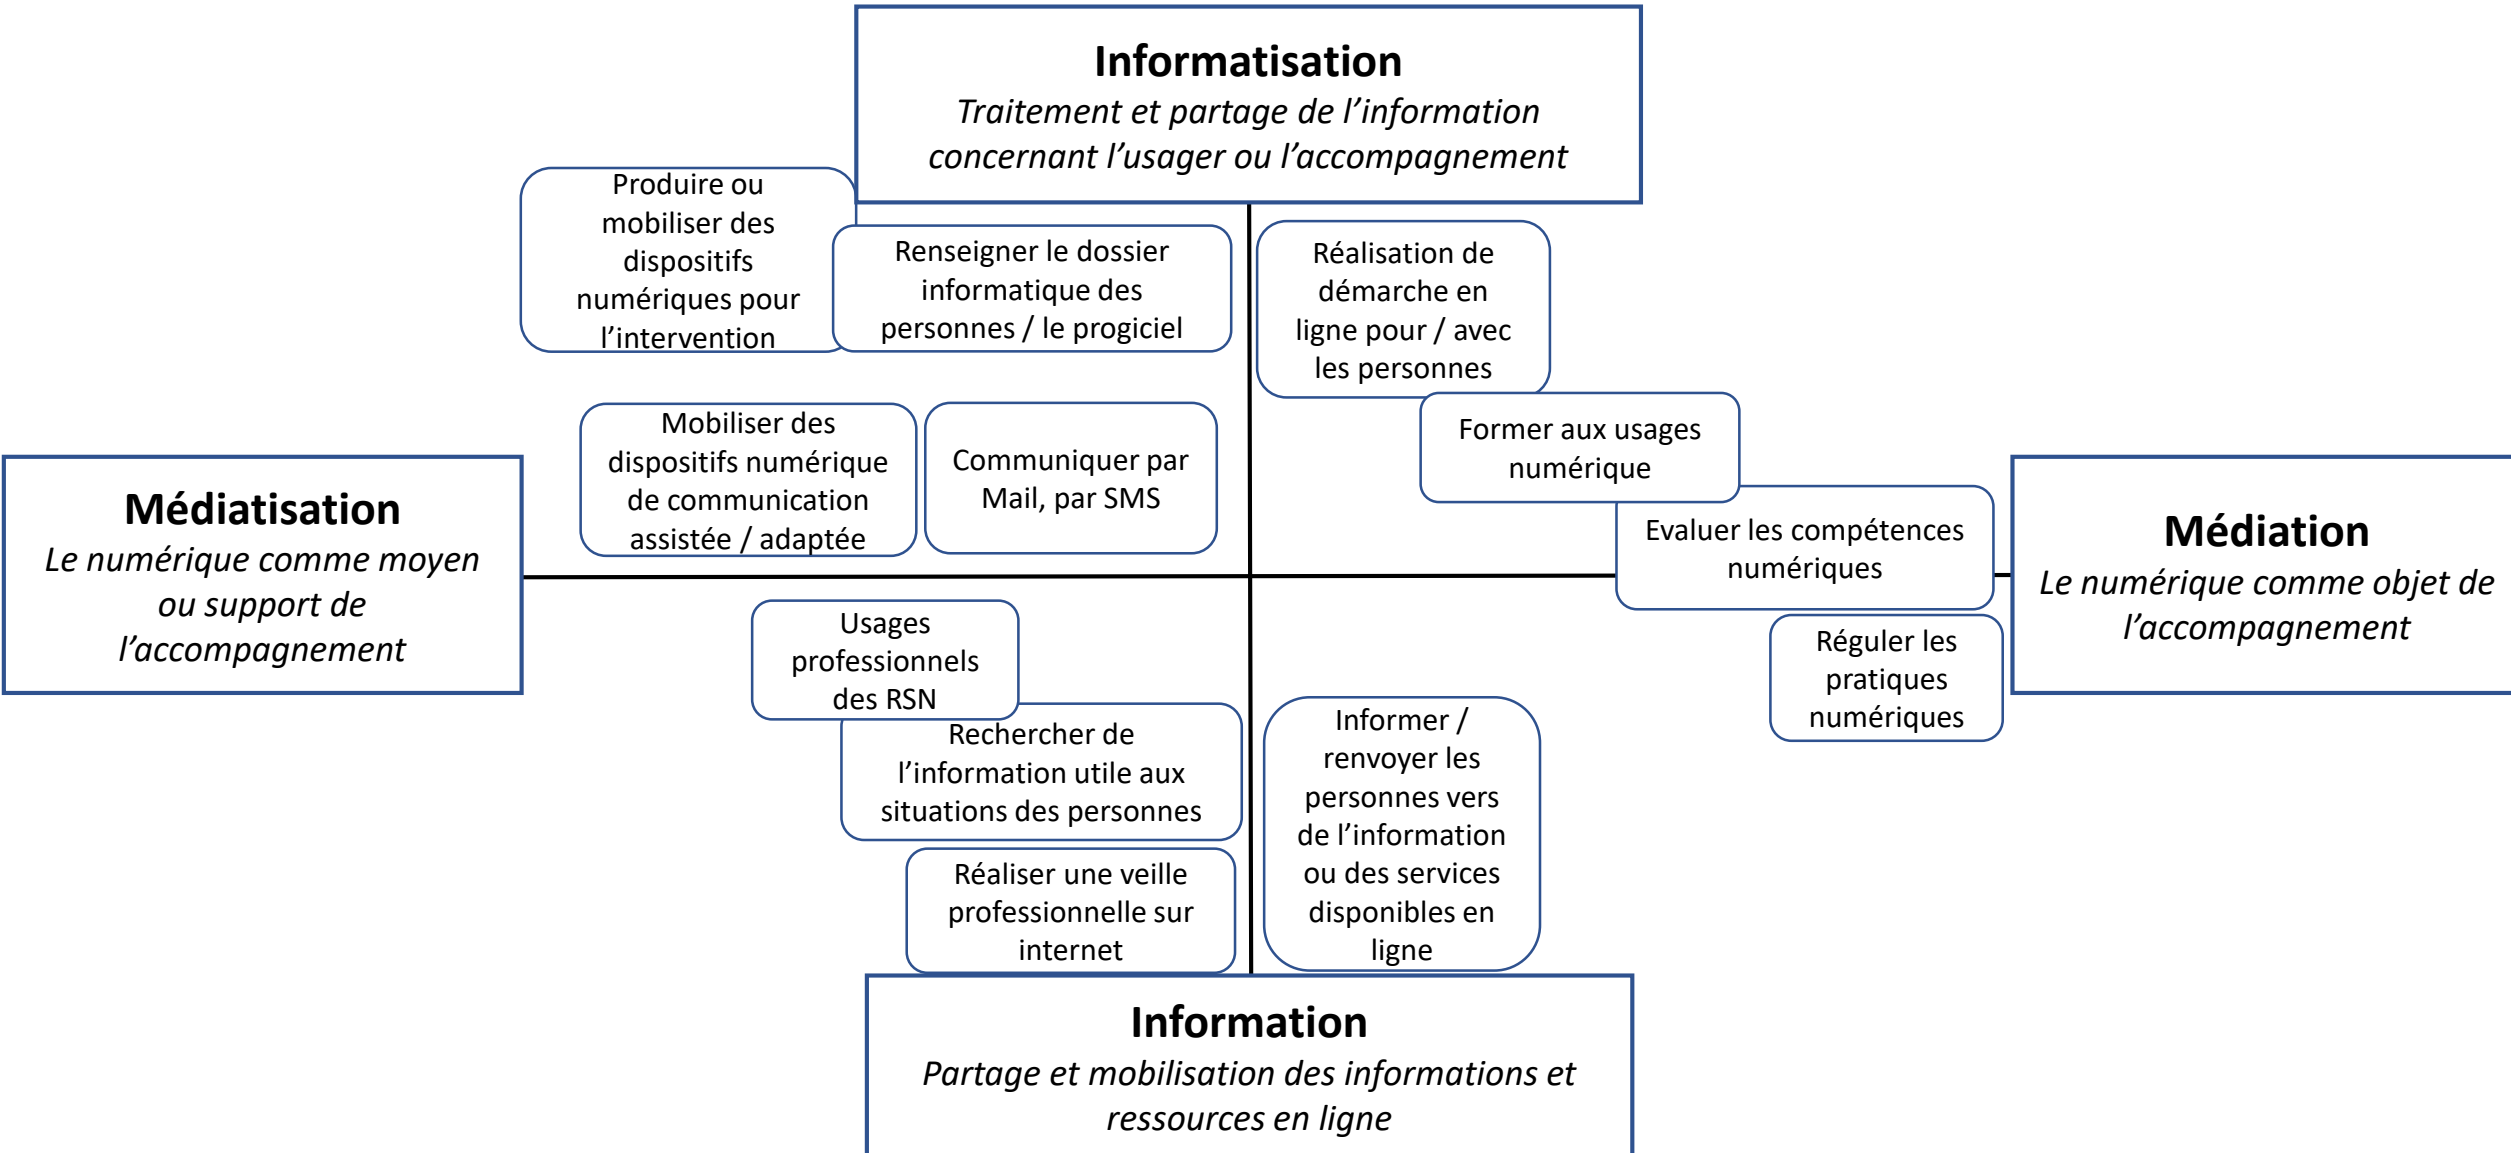 Informatisation
Traitement et partage de l’information
concernant l’usager ou l’accompagnement
Produire ou
mobiliser des
dispositifs
numériques pour
l’intervention
Renseigner le dossier
informatique des
personnes / le progiciel
Réalisation de
démarche en
ligne pour / avec
les personnes
Mobiliser des
dispositifs numérique
de communication
assistée / adaptée
Communiquer par
Mail, par SMS
Former aux usages
numérique
Evaluer les compétences
numériques
Médiatisation
Le numérique comme moyen
ou support de
l’accompagnement
Médiation
Le numérique comme objet de
l’accompagnement
Usages
professionnels
des RSN
Réguler les
pratiques
numériques
Rechercher de
l’information utile aux
situations des personnes
Informer /
renvoyer les
personnes vers
de l’information
ou des services
disponibles en
ligne
Réaliser une veille
professionnelle sur
internet
Information
Partage et mobilisation des informations et
ressources en ligne